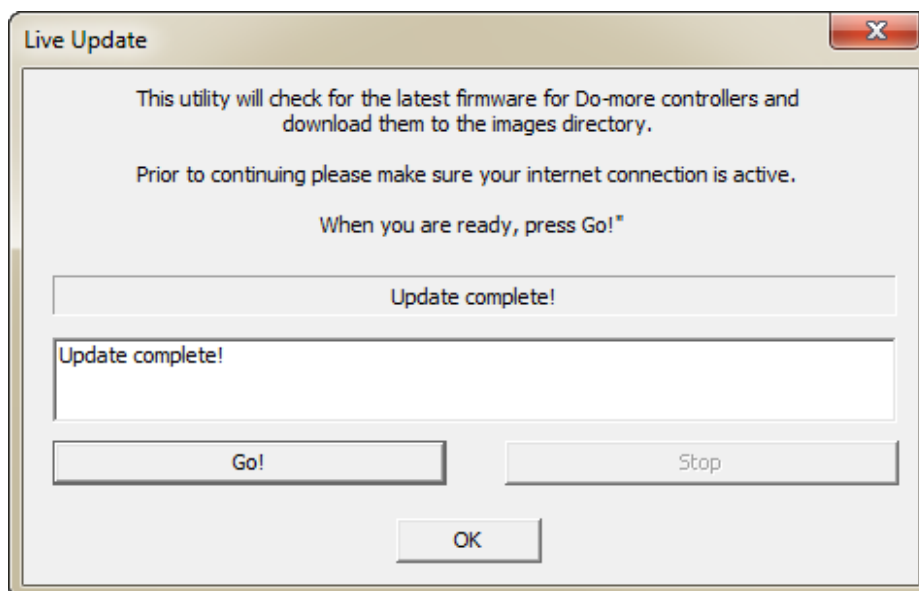 Live Update
This utility will check for the latest firmware for Do-more controllers and
download them to the images directory.
Prior to continuing please make sure your internet connection is active.
When you are ready, press Go!"
Update complete!
Update complete!
Go!
Stop
OK